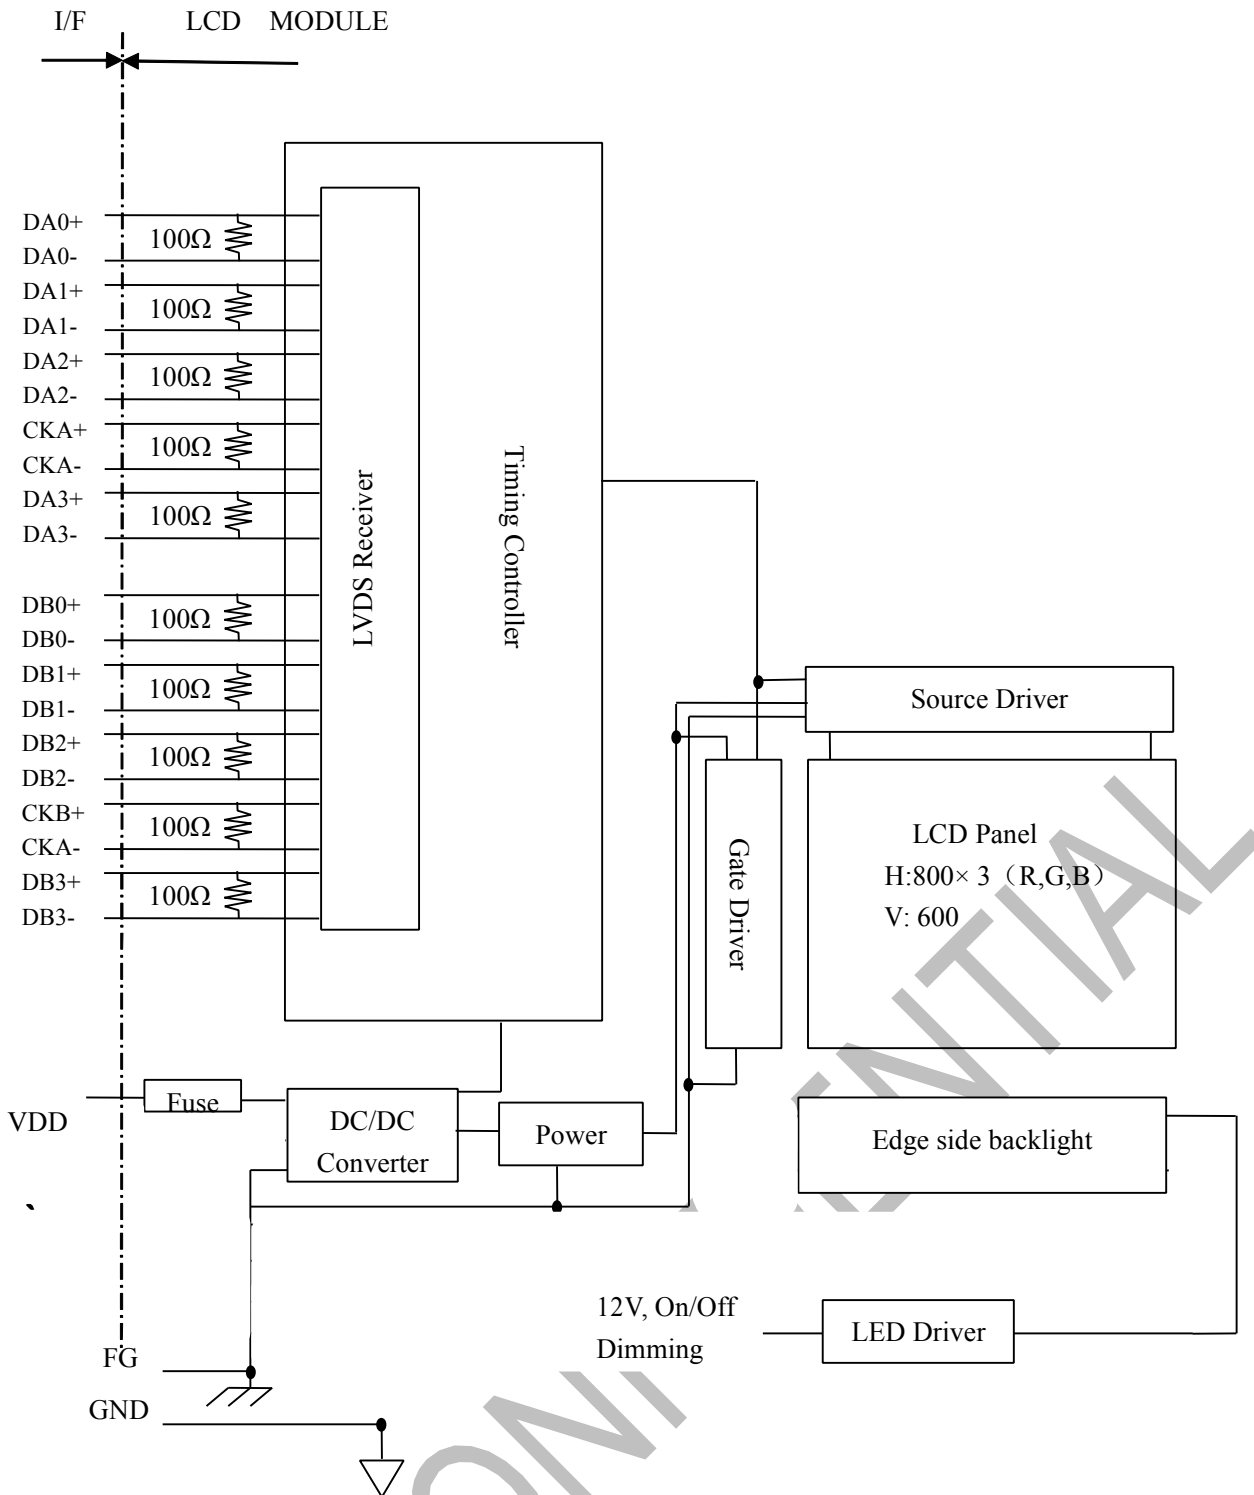 I/F LCD MODULE
DA0+
100Ω
DA0-
DA1+
100Ω
DA1-
DA2+
100Ω
DA2-
CKA+
100Ω
CKA-
DA3+
100Ω
DA3-
DB0+
100Ω
DB0-
DB1+
100Ω
DB1-
DB2+
100Ω
DB2-
CKB+
100Ω
CKA-
DB3+
100Ω
DB3-
LVDS Receiver
Timing Controller
Source Driver
Gate Driver
LCD Panel
H:800× 3（R,G,B）
V: 600
VDD
Fuse
DC/DC
Converter
Power
Edge side backlight
、
12V, On/Off
Dimming
LED Driver
FG
GND